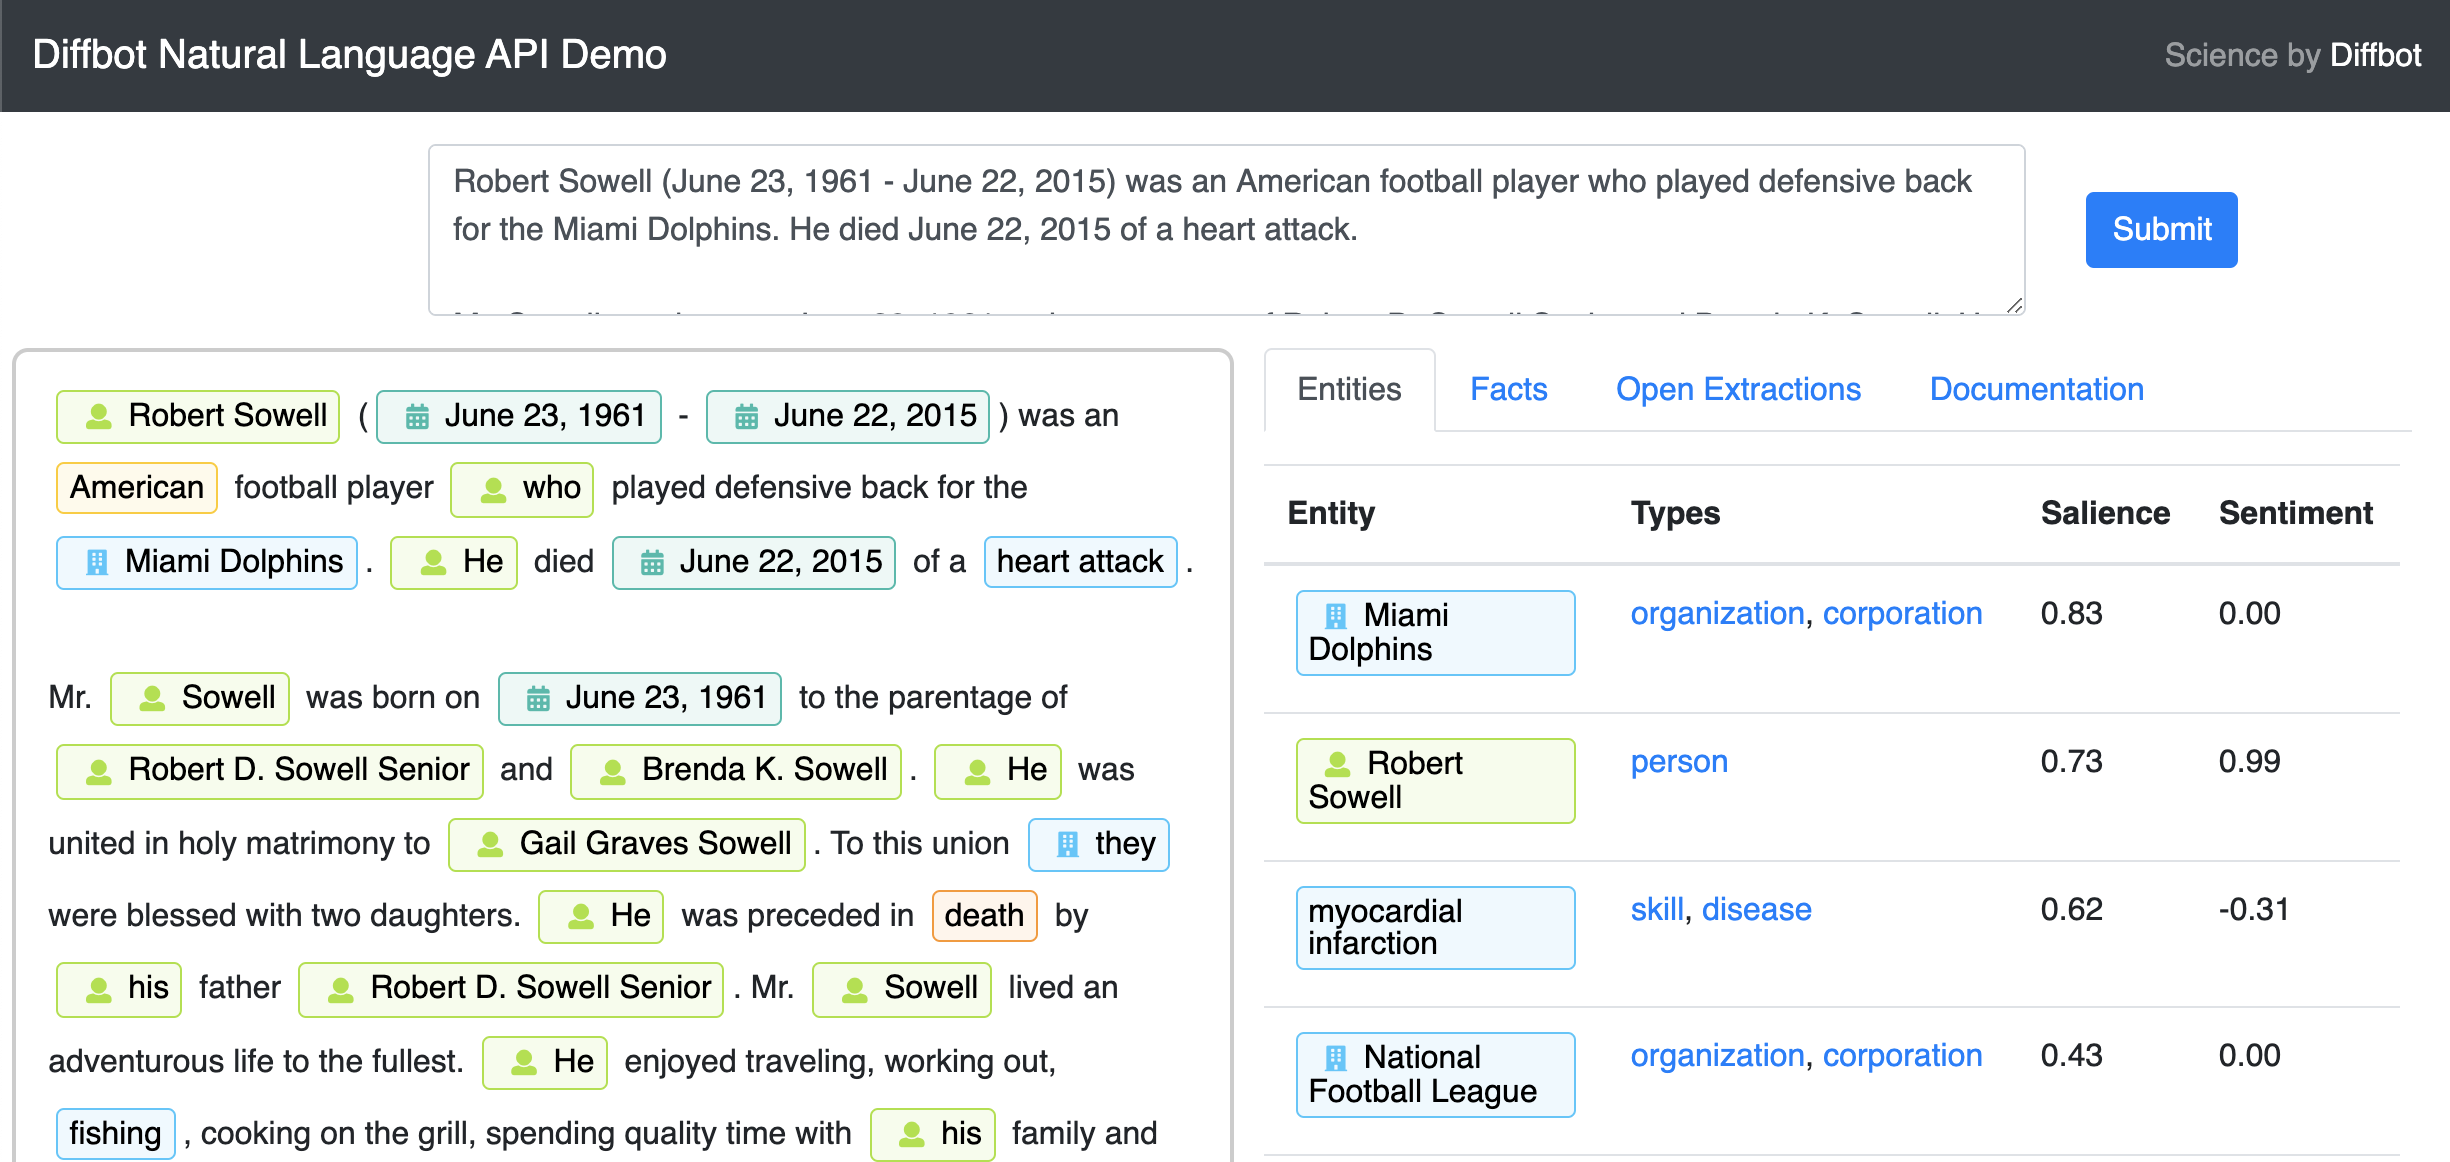 Diffbot Natural Language API Demo
Science by Diffbot
Robert Sowell (June 23, 1961 - June 22, 2015) was an American football player who played defensive back
for the Miami Dolphins. He died June 22, 2015 of a heart attack.
Submit
Robert Sowell ( June 23, 1961 - June 22, 2015 ) was an
American football player who played defensive back for the
Miami Dolphins . He died June 22, 2015 of a heart attack .
Mr. Sowell was born on June 23, 1961 to the parentage of
Robert D. Sowell Senior and Brenda K. Sowell . He was
united in holy matrimony to Gail Graves Sowell . To this union they
were blessed with two daughters. He was preceded in death by
his father Robert D. Sowell Senior . Mr. Sowell lived an
adventurous life to the fullest. He enjoyed traveling, working out,
fishing , cooking on the grill, spending quality time with his family and
Entities Facts Open Extractions Documentation
Entity Types Salience Sentiment
Miami
Dolphins
organization, corporation 0.83 0.00
Robert
Sowell
person 0.73 0.99
myocardial
infarction
skill, disease 0.62 -0.31
National
Football League
organization, corporation 0.43 0.00